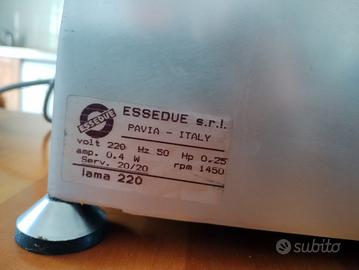 ESSEDUE
ESSEDUE s.r.l.
PAVIA - ITALY
volt 220 Hz 50 Hp 0.25
amp. 0.4 W rpm 1450
Serv. 20/20
lama 220
subito